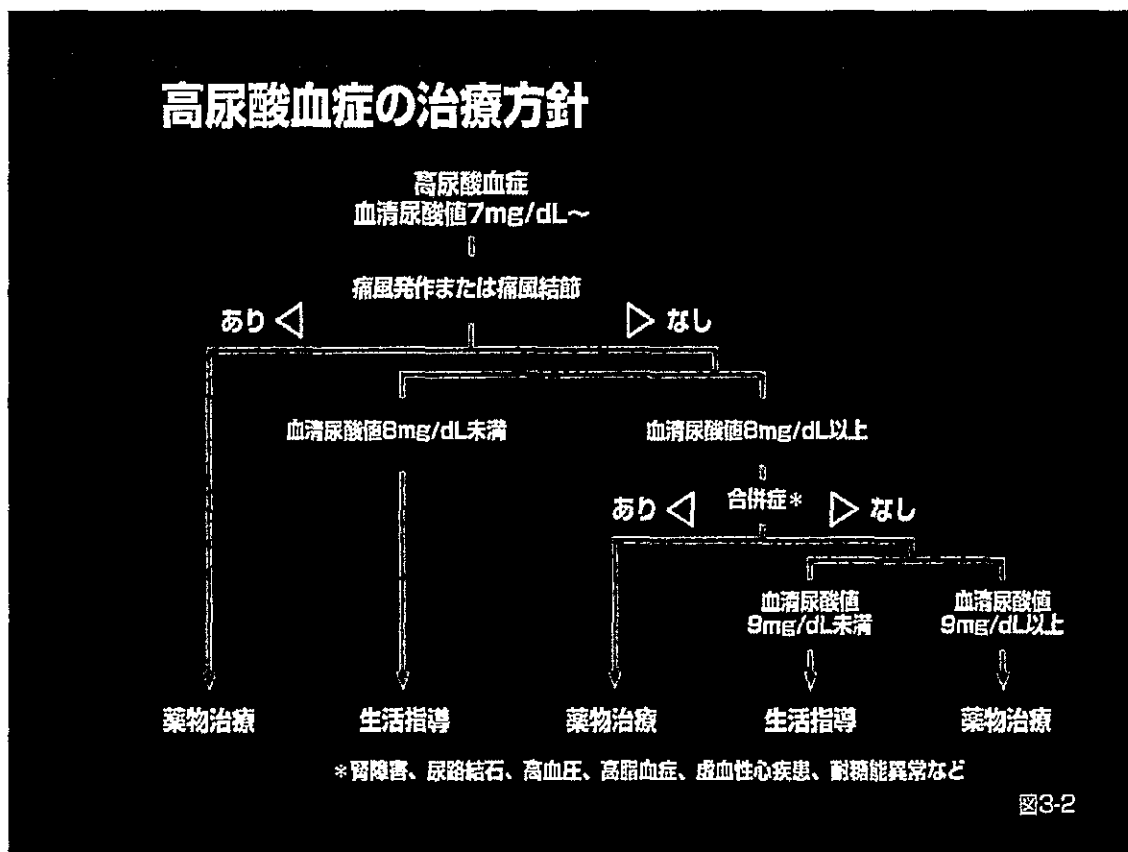 高尿酸血症の治療方針
高尿酸血症
血清尿酸値7mg/dL～
痛風発作または痛風結節
あり
なし
血清尿酸値8mg/dL未満
血清尿酸値8mg/dL以上
あり
合併症＊
なし
血清尿酸値
9mg/dL未満
血清尿酸値
9mg/dL以上
薬物治療
生活指導
薬物治療
生活指導
薬物治療
＊腎障害、尿路結石、高血圧、高脂血症、虚血性心疾患、耐糖能異常など
図3-2